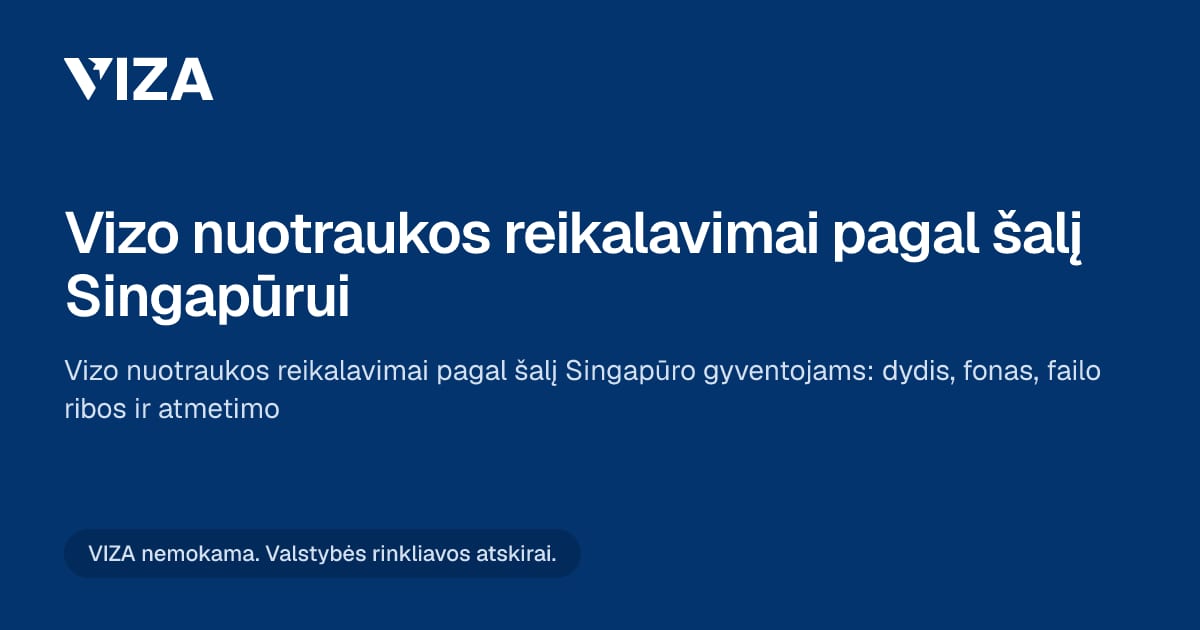 VIZA
Vizo nuotraukos reikalavimai pagal šalį
Singapūrui
Vizo nuotraukos reikalavimai pagal šalį Singapūro gyventojams: dydis, fonas, failo
ribos ir atmetimo
VIZA nemokama. Valstybės rinkliavos atskirai.